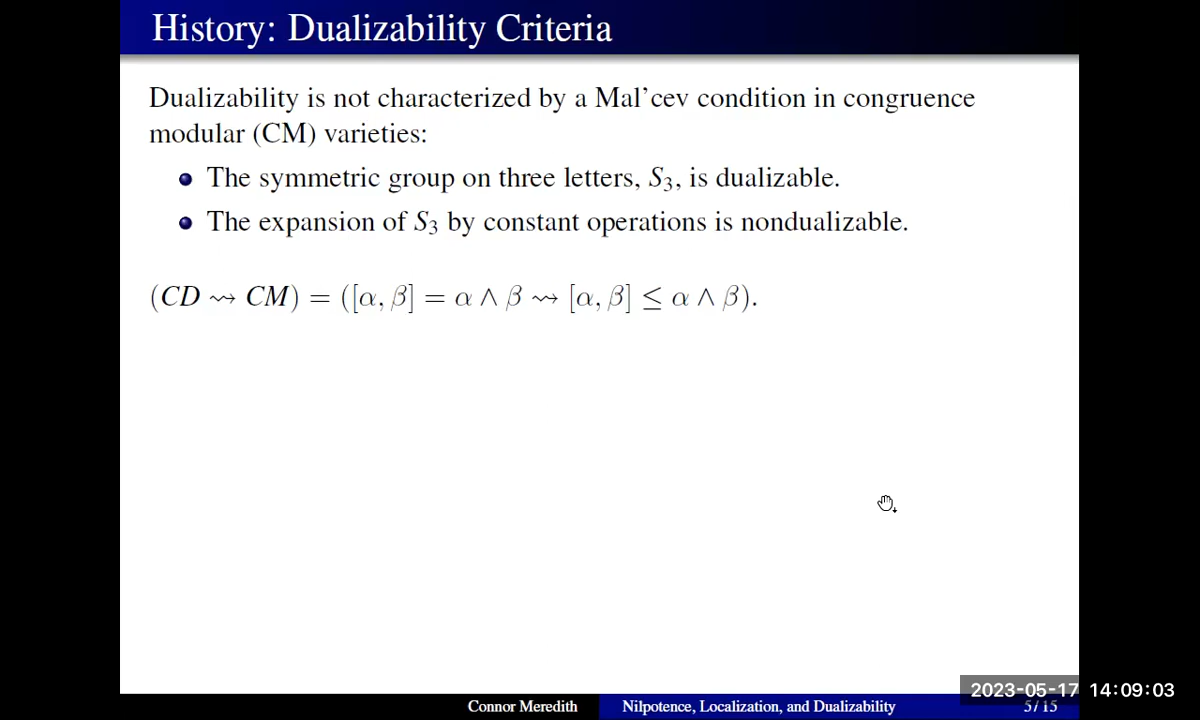 History: Dualizability Criteria
Dualizability is not characterized by a Mal'cev condition in congruence
modular (CM) varieties:
The symmetric group on three letters, S₃, is dualizable.
The expansion of S₃ by constant operations is nondualizable.
(CD ⇝ CM) = ([α, β] = α ∧ β ⇝ [α, β] ≤ α ∧ β).
2023-05-17 14:09:03
Connor Meredith Nilpotence, Localization, and Dualizability 5/15